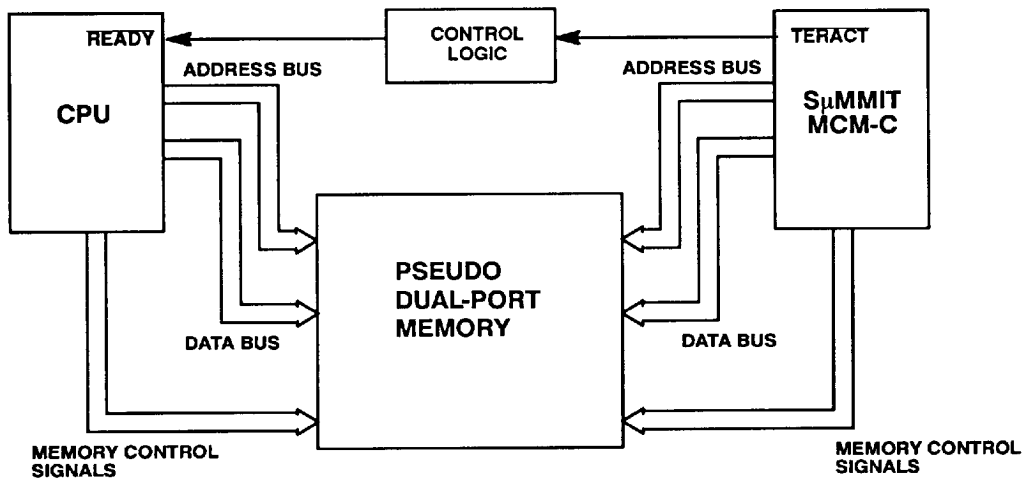 READY
CONTROL
LOGIC
TERACT
ADDRESS BUS
ADDRESS BUS
CPU
SμMMIT
MCM-C
PSEUDO
DUAL-PORT
MEMORY
DATA BUS
DATA BUS
MEMORY CONTROL
SIGNALS
MEMORY CONTROL
SIGNALS